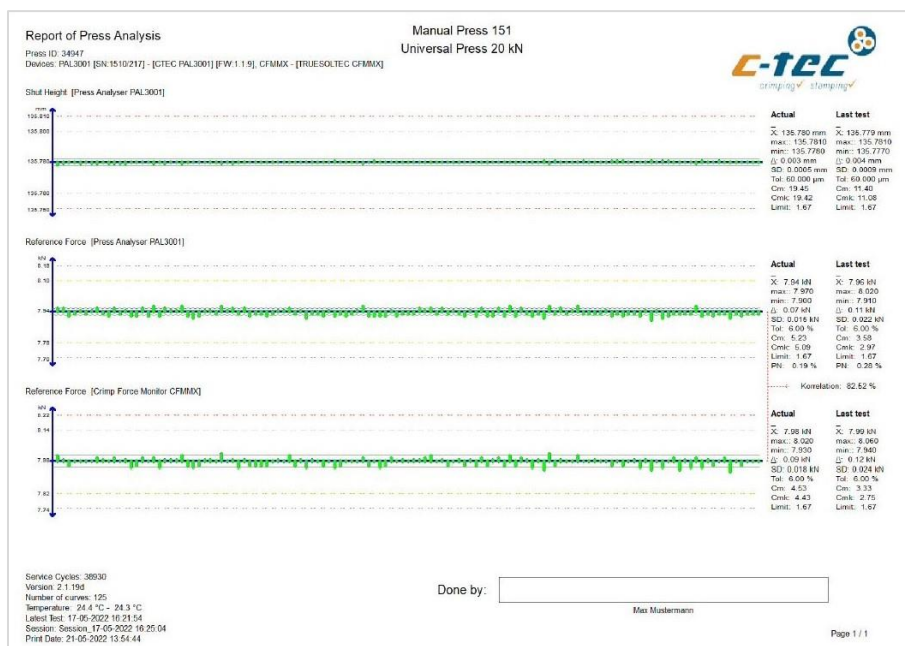 Report of Press Analysis
Manual Press 151
Universal Press 20 kN
Press ID: 34947
Devices: PAL3001 [SN:1510/217] - [CTEC PAL3001] [FW:1.1.9], CFMMX - [TRUESOLTEC CFMMX]
c-tec
crimping✓ stamping✓
Shut Height [Press Analyser PAL3001]
mm
135.810
135.800
135.780
135.760
135.750
Actual Last test
X: 135.780 mm X: 135.779 mm
max.: 135.7810 max.: 135.7810
min.: 135.7780 min.: 135.7770
Δ: 0.003 mm Δ: 0.004 mm
SD: 0.0005 mm SD: 0.0009 mm
Tol: 60.000 µm Tol: 60.000 µm
Cm: 19.45 Cm: 11.40
Cmk: 19.42 Cmk: 11.08
Limit: 1.67 Limit: 1.67
Reference Force [Press Analyser PAL3001]
kN
8.18
8.10
7.94
7.78
7.70
Actual Last test
X: 7.94 kN X: 7.96 kN
max.: 7.970 max.: 8.020
min.: 7.900 min.: 7.910
Δ: 0.07 kN Δ: 0.11 kN
SD: 0.015 kN SD: 0.022 kN
Tol: 6.00 % Tol: 6.00 %
Cm: 5.23 Cm: 3.58
Cmk: 5.09 Cmk: 2.97
Limit: 1.67 Limit: 1.67
PN: 0.19 % PN: 0.28 %
Korrelation: 82.52 %
Reference Force [Crimp Force Monitor CFMMX]
kN
8.22
8.14
7.98
7.82
7.74
Actual Last test
X: 7.98 kN X: 7.99 kN
max.: 8.020 max.: 8.060
min.: 7.930 min.: 7.940
Δ: 0.09 kN Δ: 0.12 kN
SD: 0.018 kN SD: 0.024 kN
Tol: 6.00 % Tol: 6.00 %
Cm: 4.53 Cm: 3.33
Cmk: 4.43 Cmk: 2.75
Limit: 1.67 Limit: 1.67
Service Cycles: 38930
Version: 2.1.19d
Number of curves: 125
Temperature: 24.4 °C - 24.3 °C
Latest Test: 17-05-2022 16:21:54
Session: Session_17-05-2022 16:25:04
Print Date: 21-05-2022 13:54:44
Done by:
Max Mustermann
Page 1 / 1